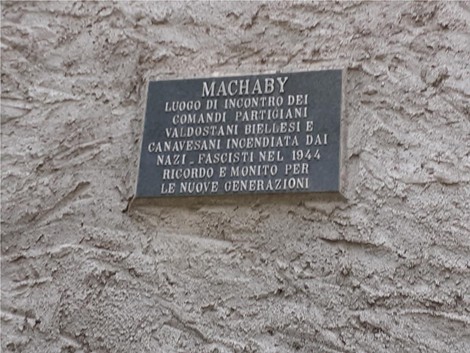 MACHABY
LUOGO DI INCONTRO DEI
COMANDI PARTIGIANI
VALDOSTANI BIELLESI E
CANAVESANI INCENDIATA DAI
NAZI-FASCISTI NEL 1944
RICORDO E MONITO PER
LE NUOVE GENERAZIONI